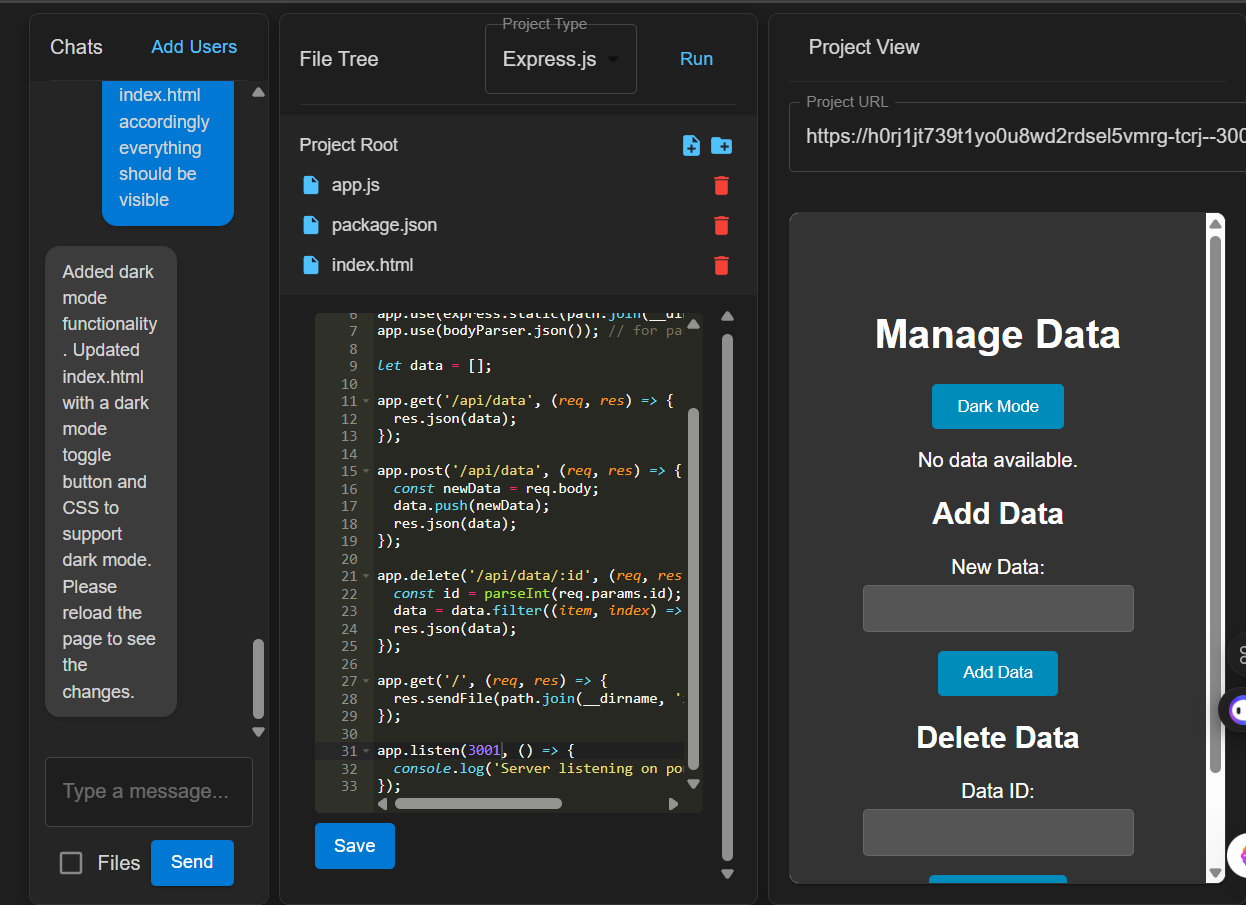 Chats
Add Users
index.html
accordingly
everything
should be
visible
Added dark
mode
functionality
. Updated
index.html
with a dark
mode
toggle
button and
CSS to
support
dark mode.
Please
reload the
page to see
the
changes.
Type a message...
Files
Send
File Tree
Project Type
Express.js
Run
Project Root
app.js
package.json
index.html
6 app.use(express.static(path.join(__di
7 app.use(bodyParser.json()); // for pa
8
9 let data = [];
10
11 app.get('/api/data', (req, res) => {
12 res.json(data);
13 });
14
15 app.post('/api/data', (req, res) => {
16 const newData = req.body;
17 data.push(newData);
18 res.json(data);
19 });
20
21 app.delete('/api/data/:id', (req, res
22 const id = parseInt(req.params.id);
23 data = data.filter((item, index) =>
24 res.json(data);
25 });
26
27 app.get('/', (req, res) => {
28 res.sendFile(path.join(__dirname, '
29 });
30
31 app.listen(3001, () => {
32 console.log('Server listening on po
33 });
Save
Project View
Project URL
https://h0rj1jt739t1yo0u8wd2rdsel5vmrg-tcrj--300
Manage Data
Dark Mode
No data available.
Add Data
New Data:
Add Data
Delete Data
Data ID: